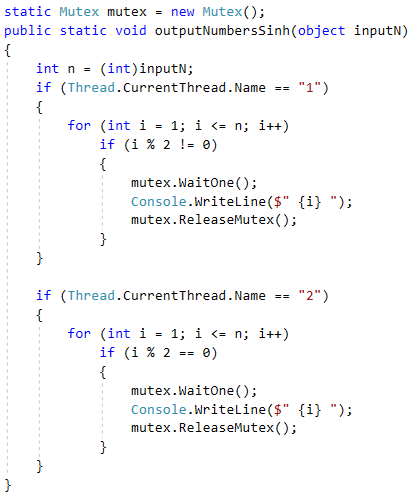 static Mutex mutex = new Mutex();
public static void outputNumbersSinh(object inputN)
{
    int n = (int)inputN;
    if (Thread.CurrentThread.Name == "1")
    {
        for (int i = 1; i <= n; i++)
            if (i % 2 != 0)
            {
                mutex.WaitOne();
                Console.WriteLine($" {i} ");
                mutex.ReleaseMutex();
            }
    }

    if (Thread.CurrentThread.Name == "2")
    {
        for (int i = 1; i <= n; i++)
            if (i % 2 == 0)
            {
                mutex.WaitOne();
                Console.WriteLine($" {i} ");
                mutex.ReleaseMutex();
            }
    }
}